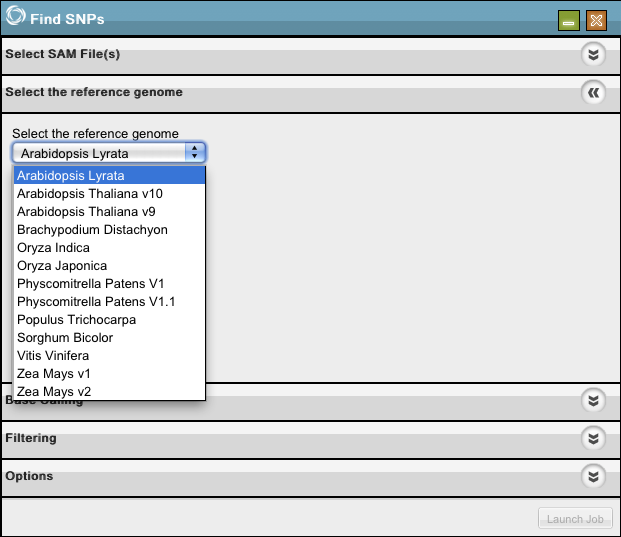 Find SNPs
Select SAM File(s)
Select the reference genome
Select the reference genome
Arabidopsis Lyrata
Arabidopsis Lyrata
Arabidopsis Thaliana v10
Arabidopsis Thaliana v9
Brachypodium Distachyon
Oryza Indica
Oryza Japonica
Physcomitrella Patens V1
Physcomitrella Patens V1.1
Populus Trichocarpa
Sorghum Bicolor
Vitis Vinifera
Zea Mays v1
Zea Mays v2
Base Calling
Filtering
Options
Launch Job